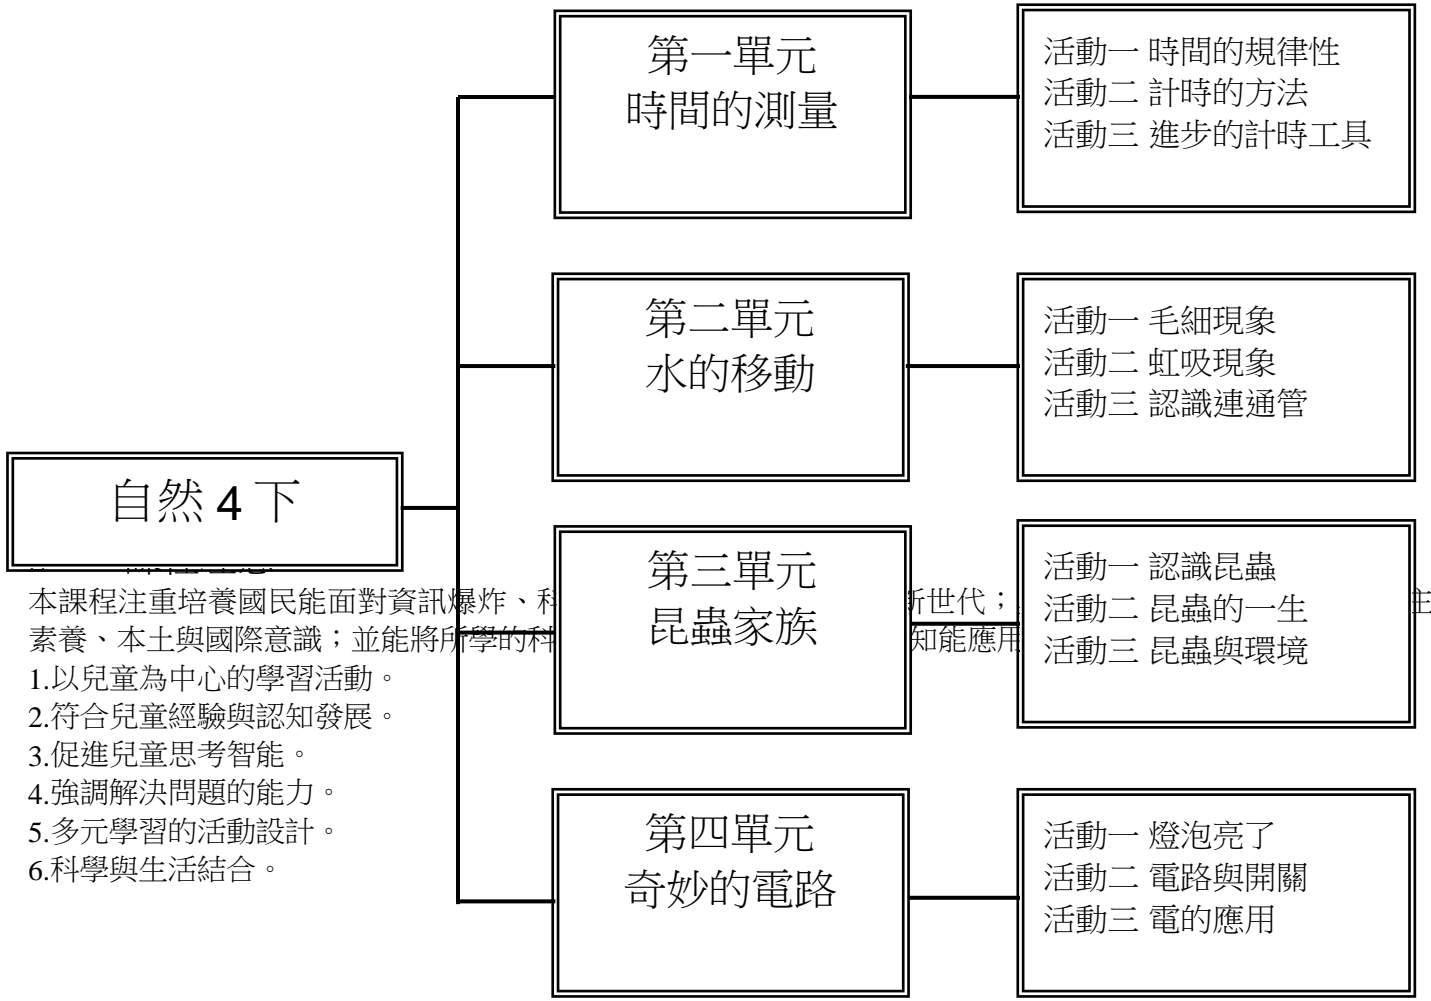 自然 4 下
第一單元
時間的測量
活動一 時間的規律性
活動二 計時的方法
活動三 進步的計時工具
第二單元
水的移動
活動一 毛細現象
活動二 虹吸現象
活動三 認識連通管
第三單元
昆蟲家族
活動一 認識昆蟲
活動二 昆蟲的一生
活動三 昆蟲與環境
第四單元
奇妙的電路
活動一 燈泡亮了
活動二 電路與開關
活動三 電的應用
本課程注重培養國民能面對資訊爆炸、科 新世代; 主
素養、本土與國際意識;並能將所學的科 知能應用
1.以兒童為中心的學習活動。
2.符合兒童經驗與認知發展。
3.促進兒童思考智能。
4.強調解決問題的能力。
5.多元學習的活動設計。
6.科學與生活結合。